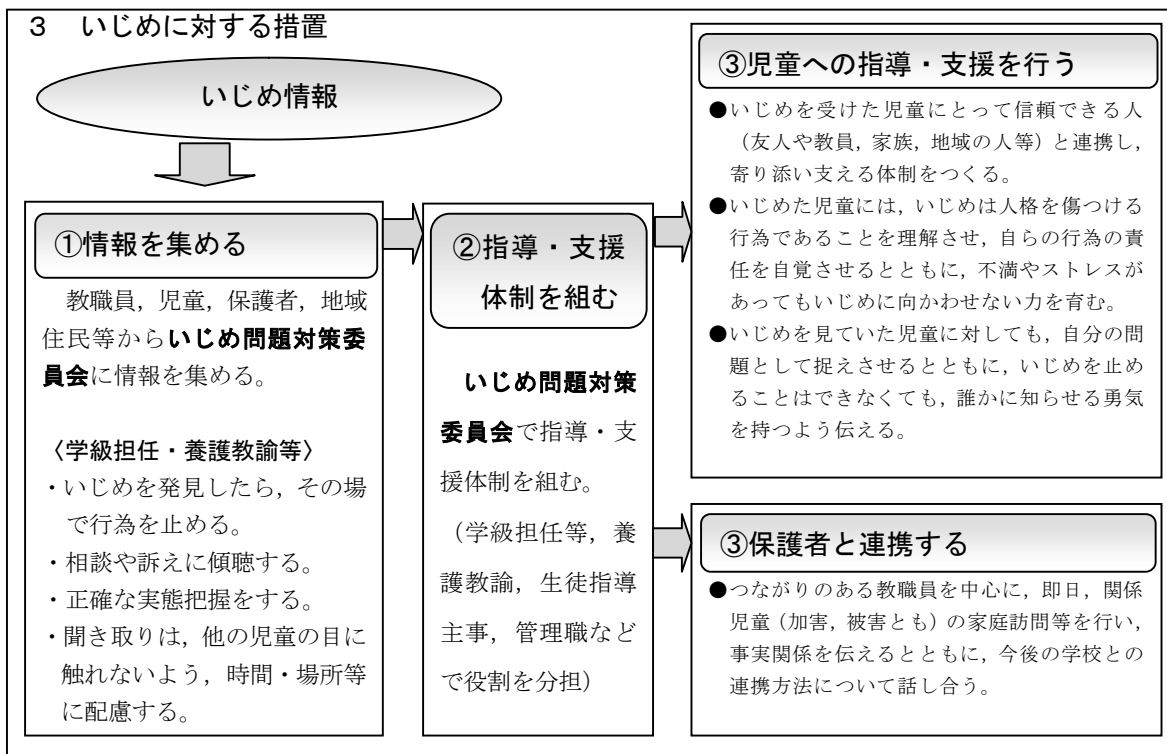 ３　いじめに対する措置
いじめ情報
①情報を集める
教職員，児童，保護者，地域
住民等からいじめ問題対策委
員会に情報を集める。
〈学級担任・養護教諭等〉
・いじめを発見したら，その場
で行為を止める。
・相談や訴えに傾聴する。
・正確な実態把握をする。
・聞き取りは，他の児童の目に
触れないよう，時間・場所等
に配慮する。
②指導・支援
体制を組む
いじめ問題対策
委員会で指導・支
援体制を組む。
（学級担任等，養
護教諭，生徒指導
主事，管理職など
で役割を分担）
③児童への指導・支援を行う
●いじめを受けた児童にとって信頼できる人
（友人や教員，家族，地域の人等）と連携し，
寄り添い支える体制をつくる。
●いじめた児童には，いじめは人格を傷つける
行為であることを理解させ，自らの行為の責
任を自覚させるとともに，不満やストレスが
あってもいじめに向かわせない力を育む。
●いじめを見ていた児童に対しても，自分の問
題として捉えさせるとともに，いじめを止め
ることはできなくても，誰かに知らせる勇気
を持つよう伝える。
③保護者と連携する
●つながりのある教職員を中心に，即日，関係
児童（加害，被害とも）の家庭訪問等を行い，
事実関係を伝えるとともに，今後の学校との
連携方法について話し合う。